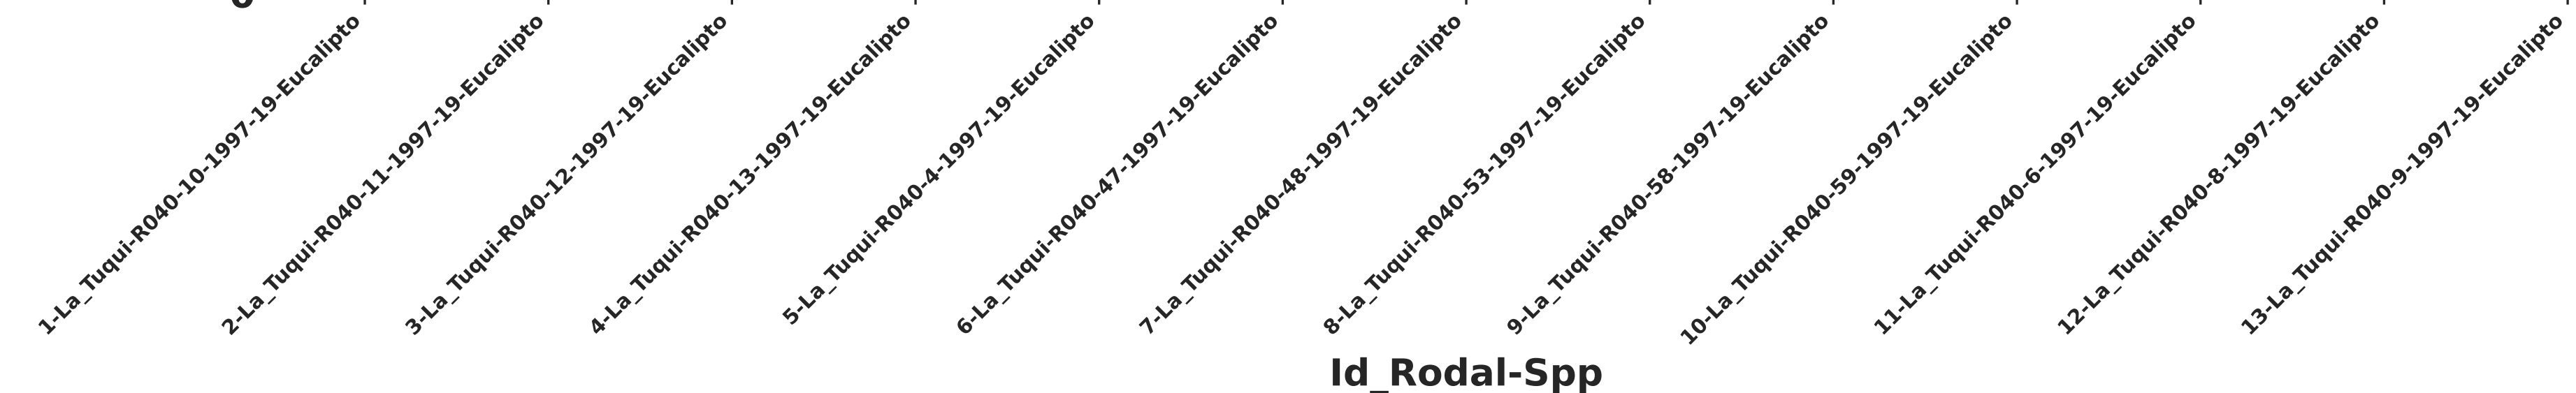 1-La_Tuqui-R040-10-1997-19-Eucalipto
2-La_Tuqui-R040-11-1997-19-Eucalipto
3-La_Tuqui-R040-12-1997-19-Eucalipto
4-La_Tuqui-R040-13-1997-19-Eucalipto
5-La_Tuqui-R040-4-1997-19-Eucalipto
6-La_Tuqui-R040-47-1997-19-Eucalipto
7-La_Tuqui-R040-48-1997-19-Eucalipto
8-La_Tuqui-R040-53-1997-19-Eucalipto
9-La_Tuqui-R040-58-1997-19-Eucalipto
10-La_Tuqui-R040-59-1997-19-Eucalipto
11-La_Tuqui-R040-6-1997-19-Eucalipto
12-La_Tuqui-R040-8-1997-19-Eucalipto
13-La_Tuqui-R040-9-1997-19-Eucalipto
Id_Rodal-Spp